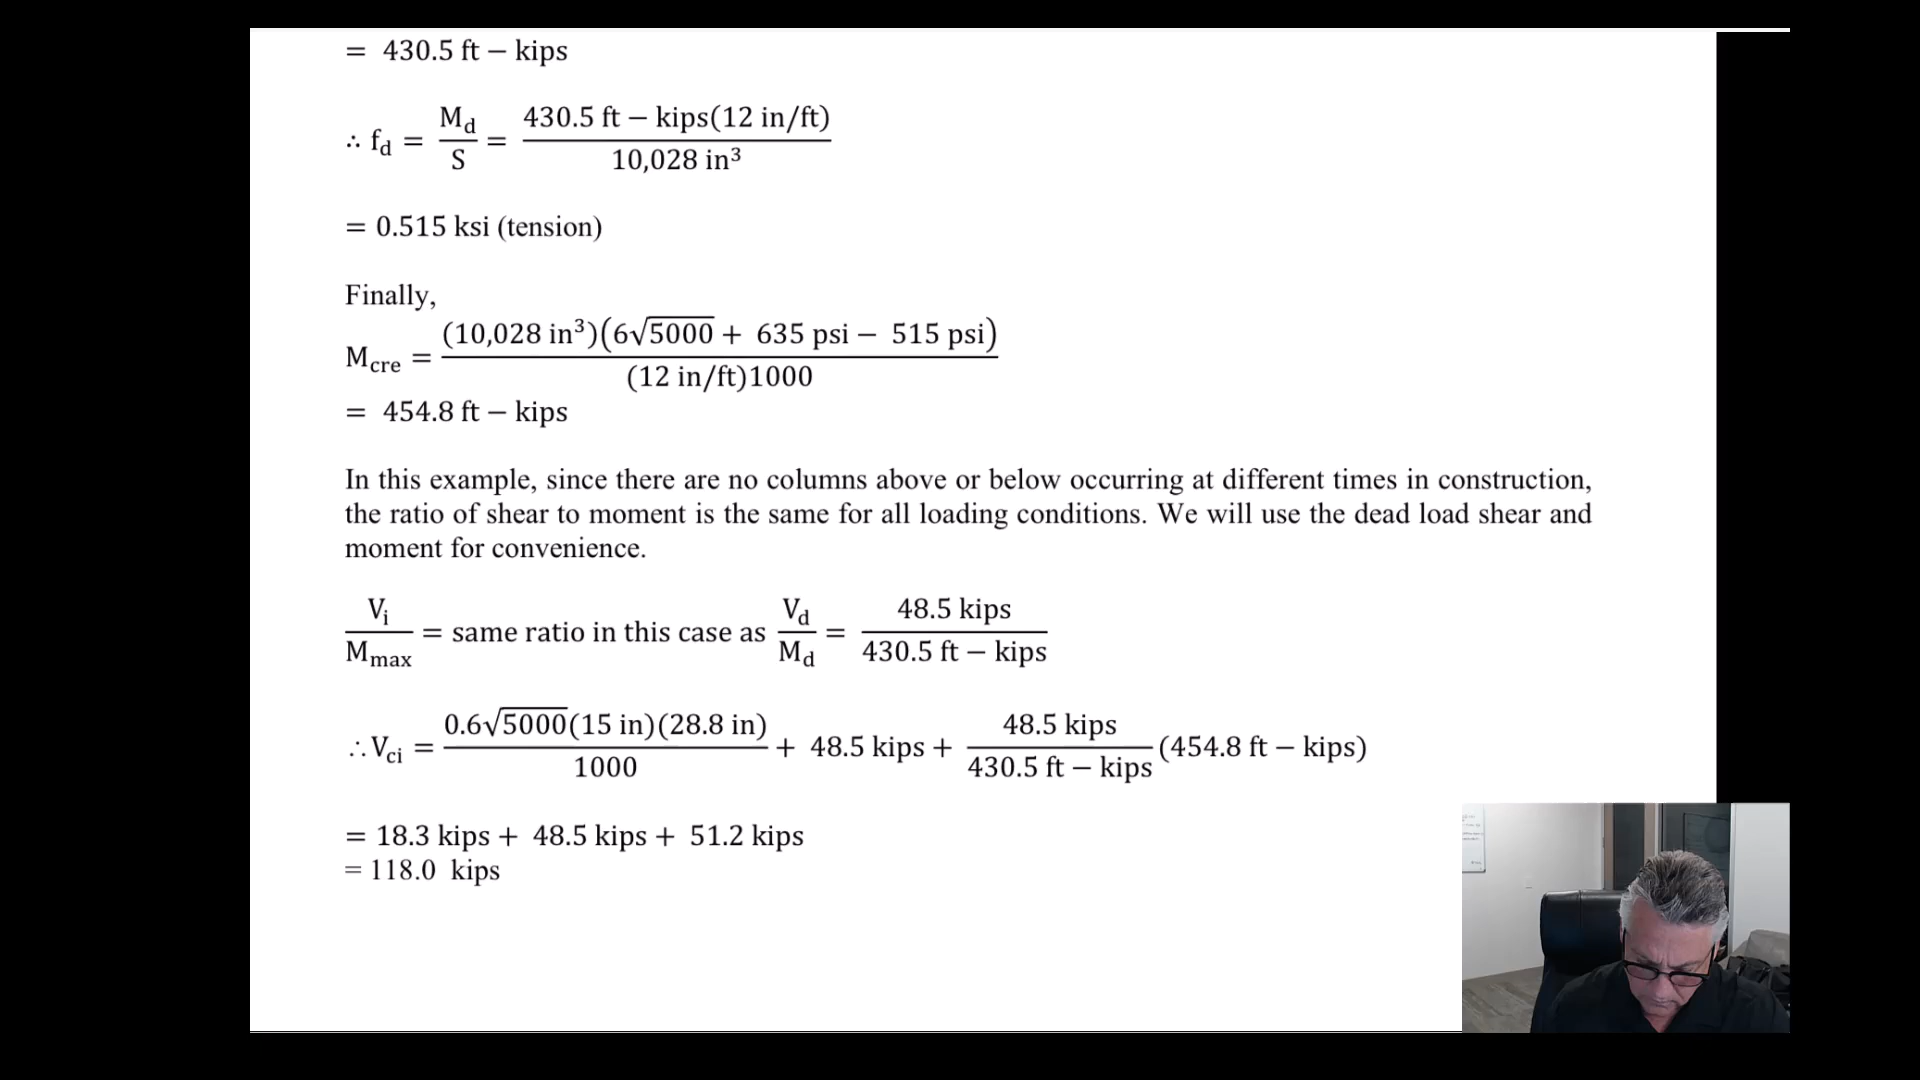 = 430.5 ft − kips
∴ f_d = M_d / S = 430.5 ft − kips(12 in/ft) / 10,028 in³
= 0.515 ksi (tension)
Finally,
M_cre = (10,028 in³)(6√5000 + 635 psi − 515 psi) / (12 in/ft)1000
= 454.8 ft − kips
In this example, since there are no columns above or below occurring at different times in construction,
the ratio of shear to moment is the same for all loading conditions. We will use the dead load shear and
moment for convenience.
V_i / M_max = same ratio in this case as V_d / M_d = 48.5 kips / 430.5 ft − kips
∴ V_ci = 0.6√5000(15 in)(28.8 in) / 1000 + 48.5 kips + 48.5 kips / 430.5 ft − kips (454.8 ft − kips)
= 18.3 kips + 48.5 kips + 51.2 kips
= 118.0 kips